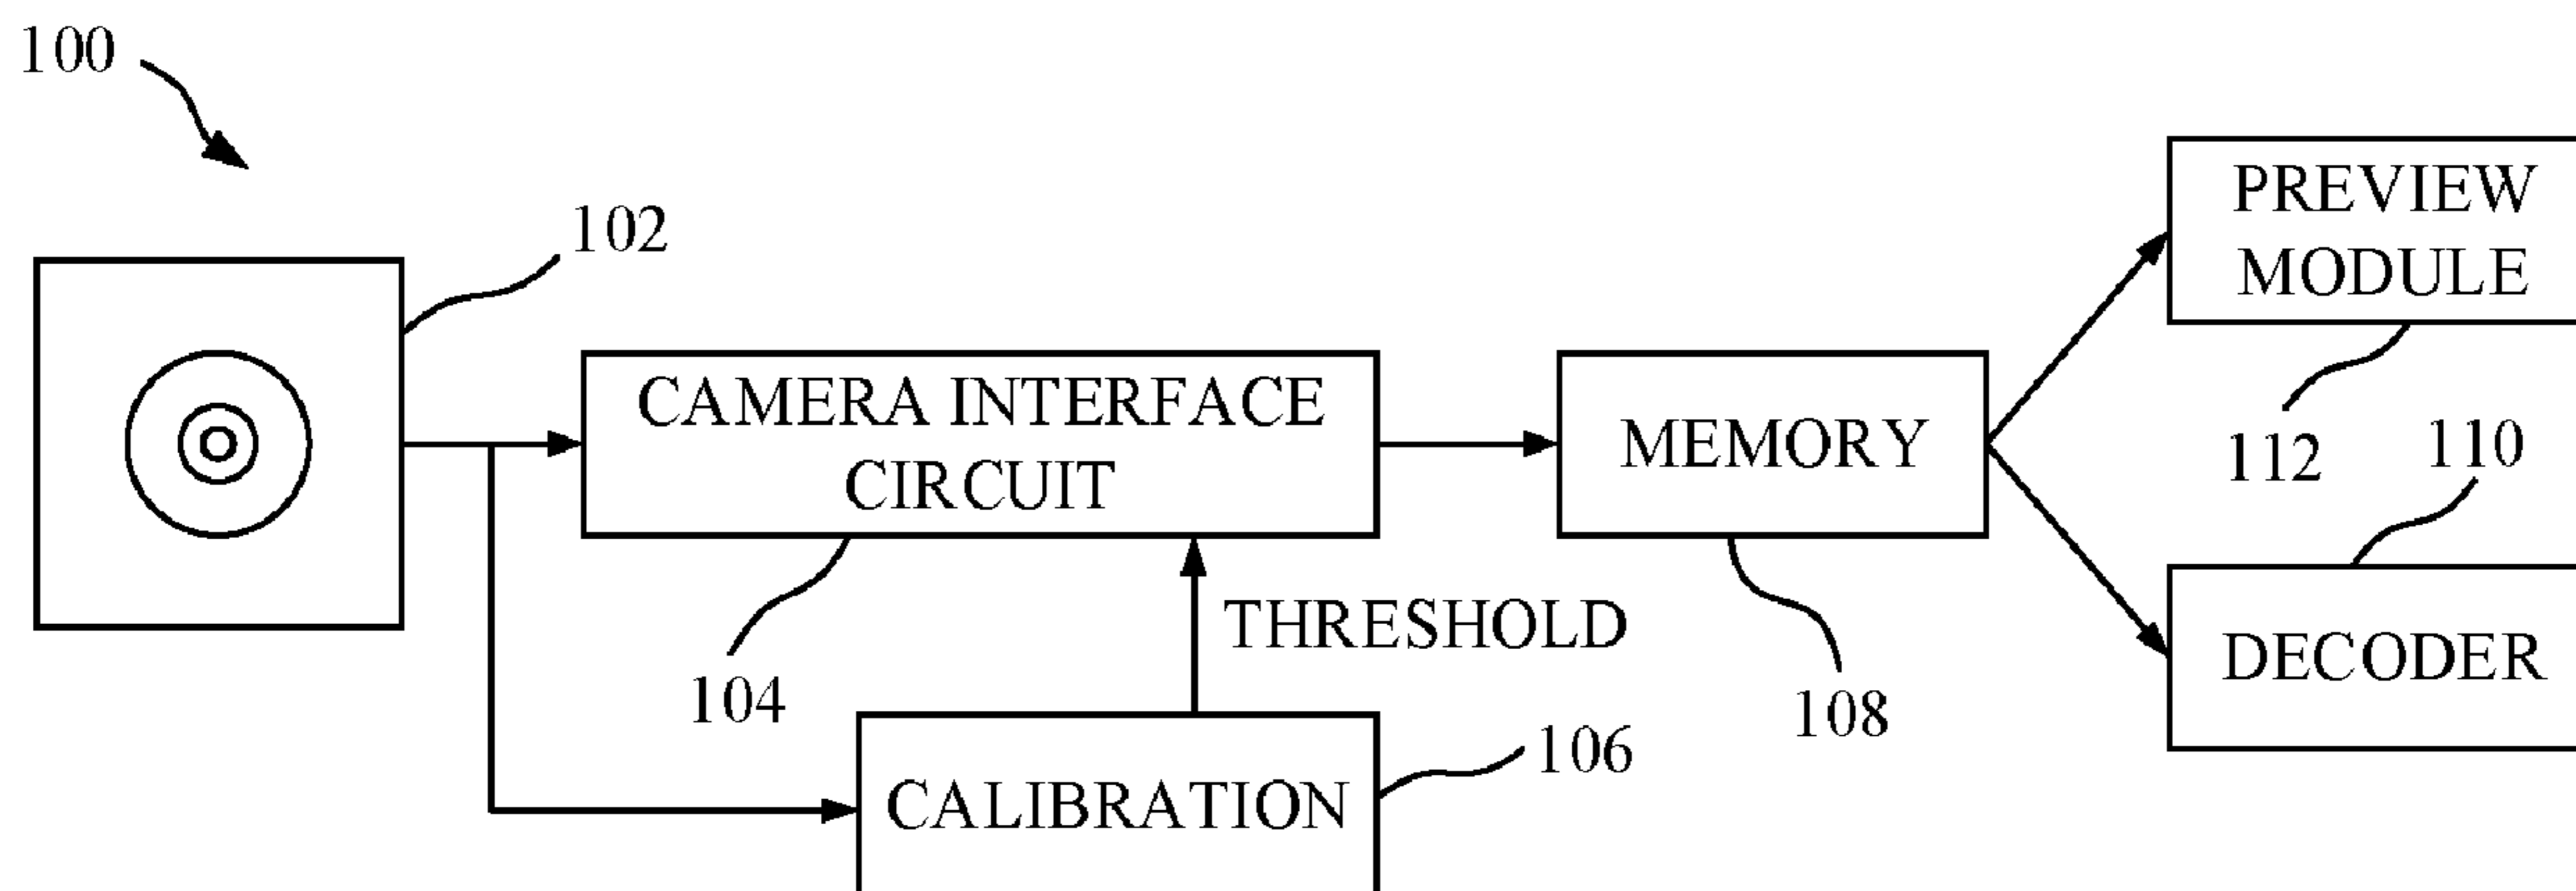 100
102
PREVIEW
MODULE
CAMERA INTERFACE
CIRCUIT
MEMORY
112
110
THRESHOLD
DECODER
104
108
106
CALIBRATION